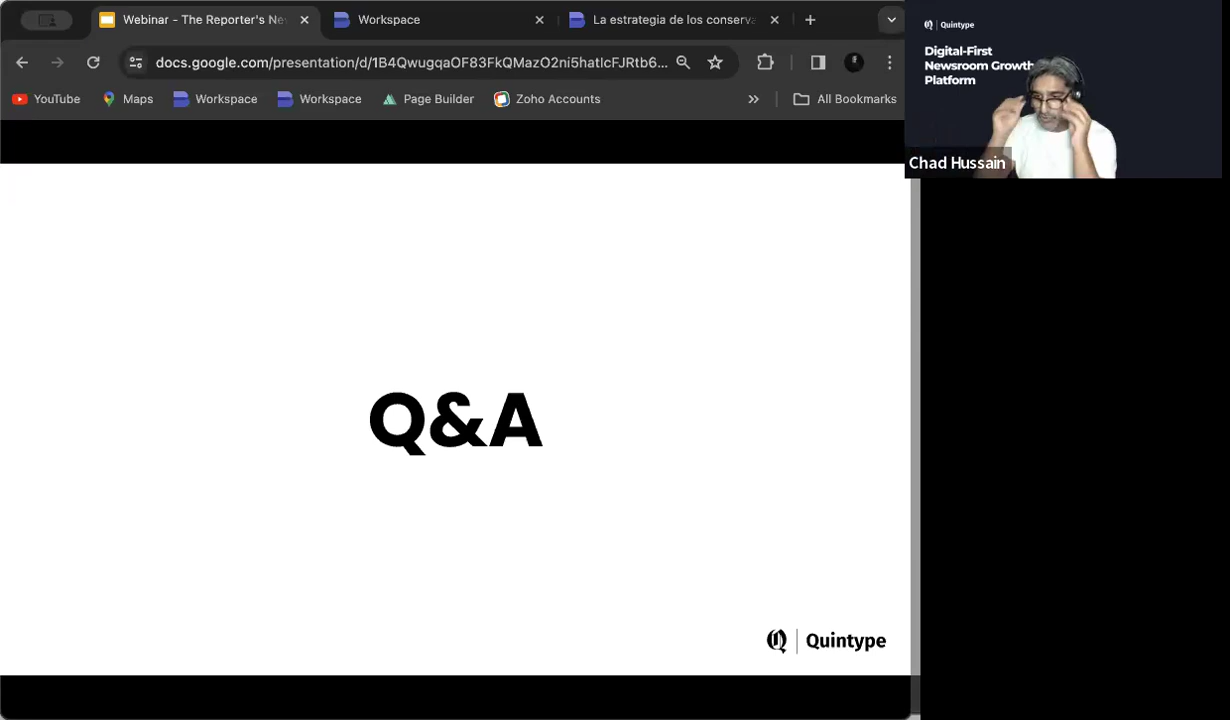 Webinar - The Reporter's Ne
Workspace
La estrategia de los conserva
docs.google.com/presentation/d/1B4QwugqaOF83FkQMazO2ni5hatIcFJRtb6...
YouTube
Maps
Workspace
Workspace
Page Builder
Zoho Accounts
»
All Bookmarks
Quintype
Digital-First
Newsroom Growth
Platform
Chad Hussain
Q&A
Quintype